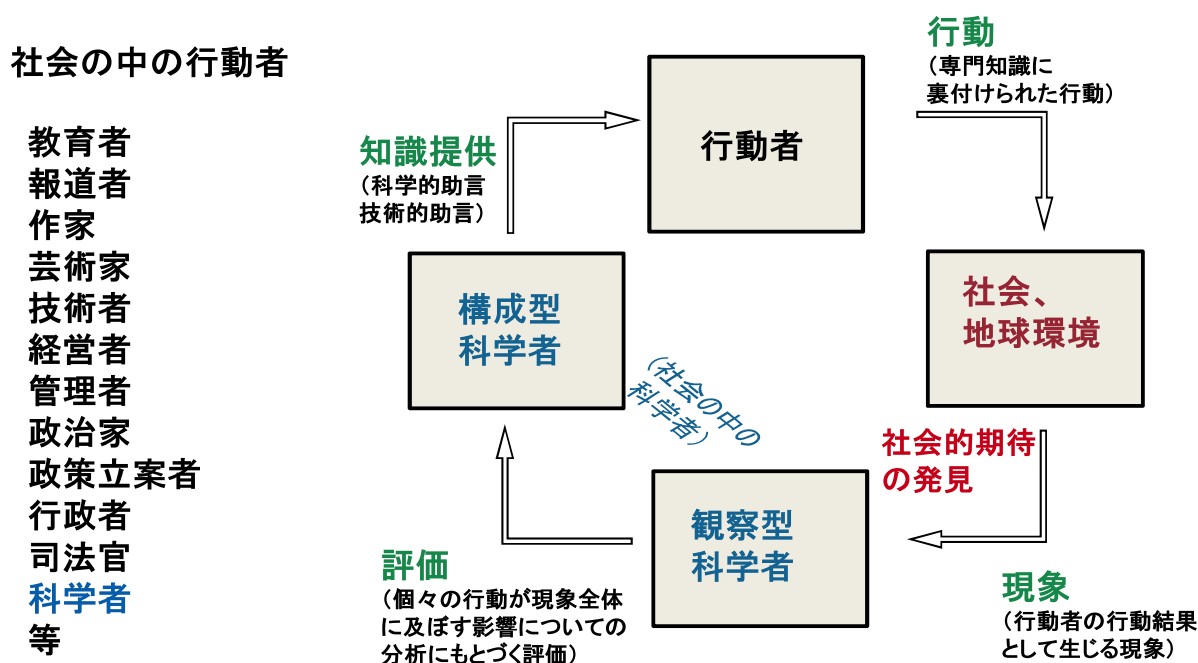 社会の中の行動者
教育者
報道者
作家
芸術家
技術者
経営者
管理者
政治家
政策立案者
行政者
司法官
科学者
等
行動者
行動
（専門知識に
裏付けられた行動）
社会、
地球環境
社会的期待
の発見
現象
（行動者の行動結果
として生じる現象）
観察型
科学者
（社会の中の
科学者）
評価
（個々の行動が現象全体
に及ぼす影響についての
分析にもとづく評価）
構成型
科学者
知識提供
（科学的助言
技術的助言）